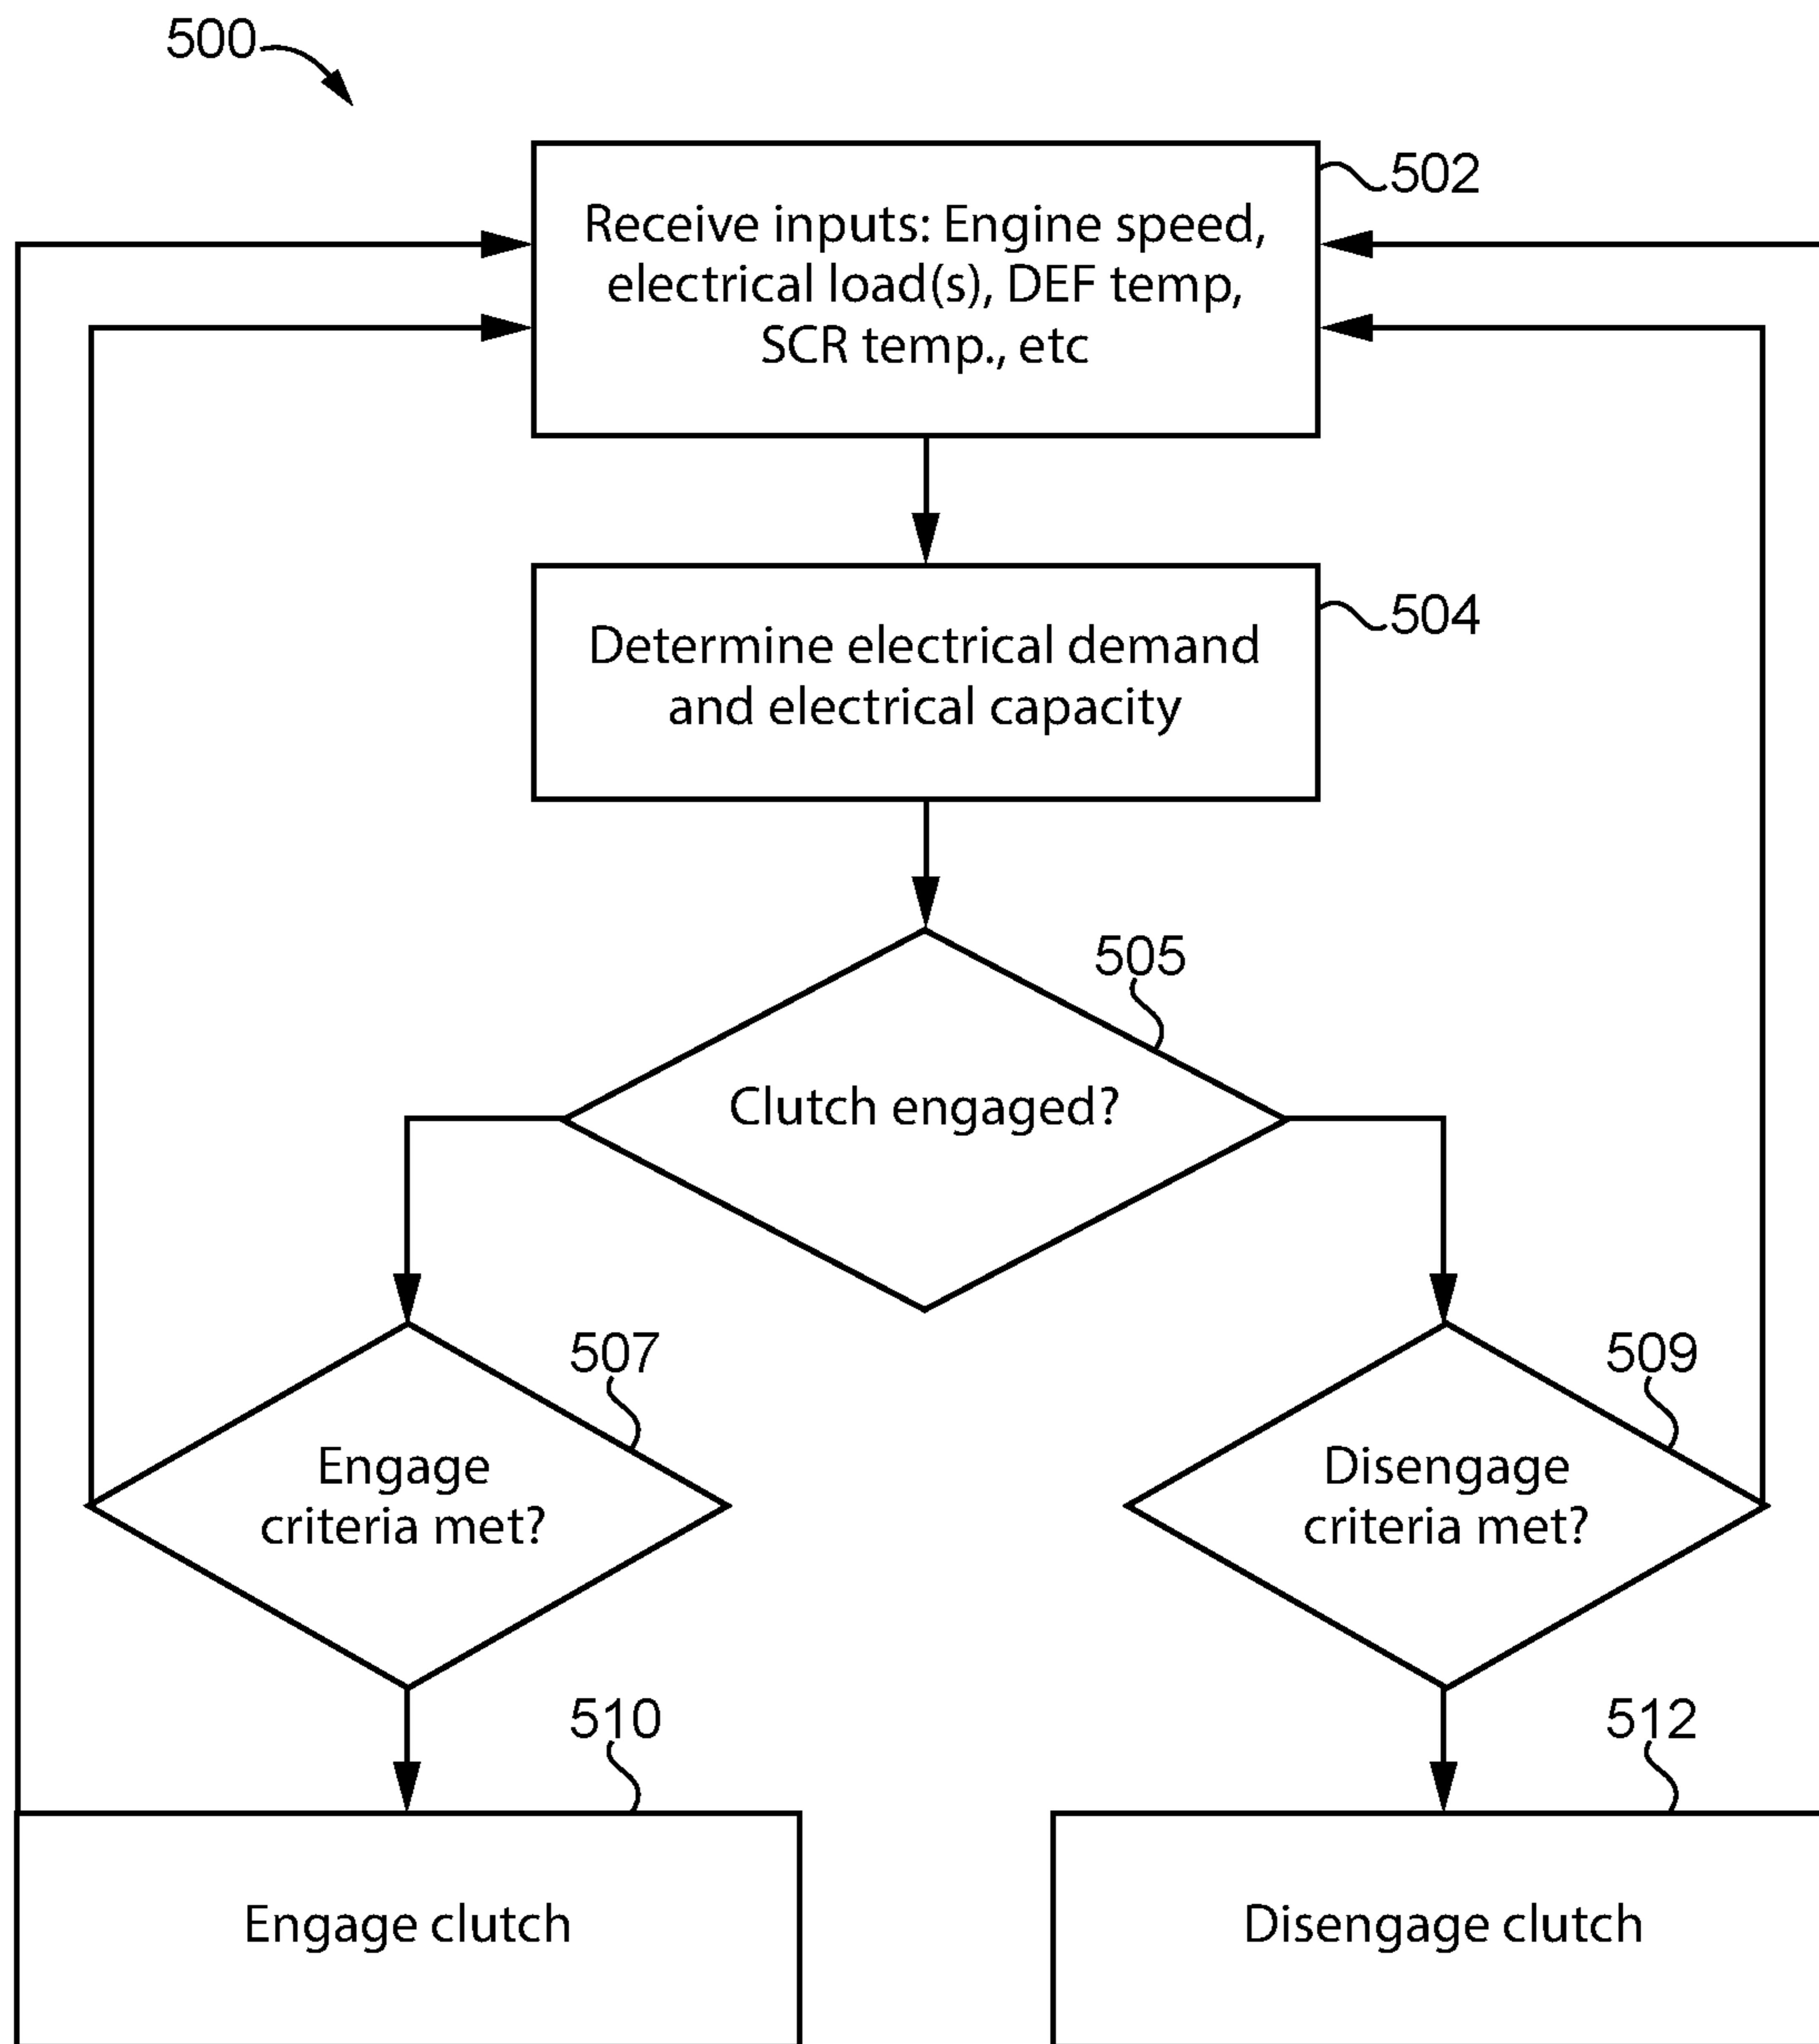 500
502
Receive inputs: Engine speed,
electrical load(s), DEF temp,
SCR temp., etc
504
Determine electrical demand
and electrical capacity
505
Clutch engaged?
507
Engage
criteria met?
509
Disengage
criteria met?
510
Engage clutch
512
Disengage clutch